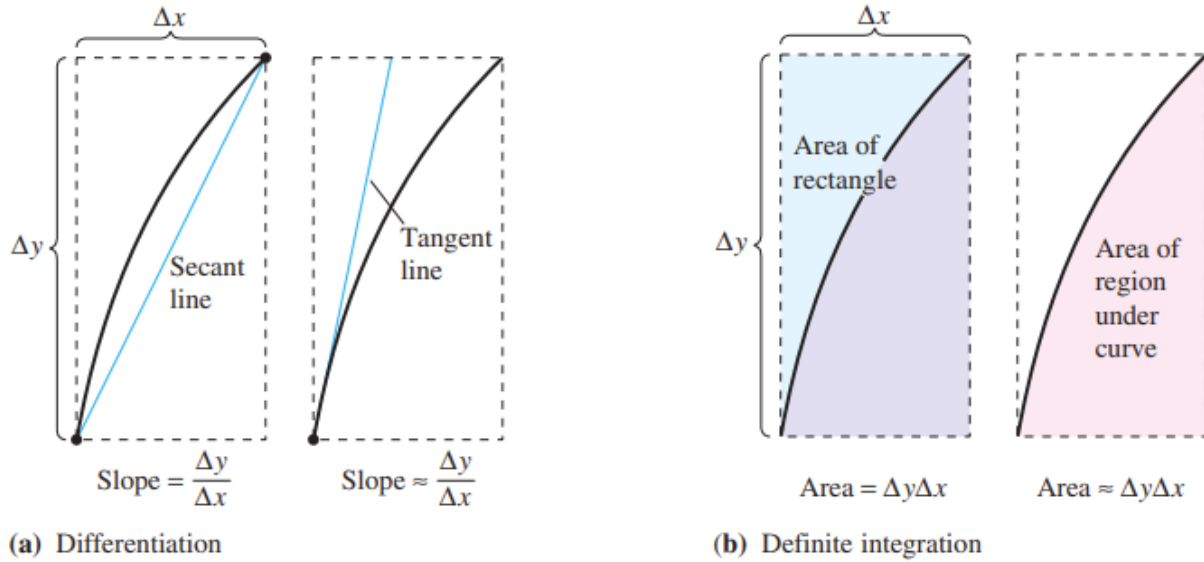 Δx
Δy
Secant
line
Slope = Δy/Δx
Tangent
line
Slope ≈ Δy/Δx
(a) Differentiation
Δx
Δy
Area of
rectangle
Area = ΔyΔx
Area of
region
under
curve
Area ≈ ΔyΔx
(b) Definite integration